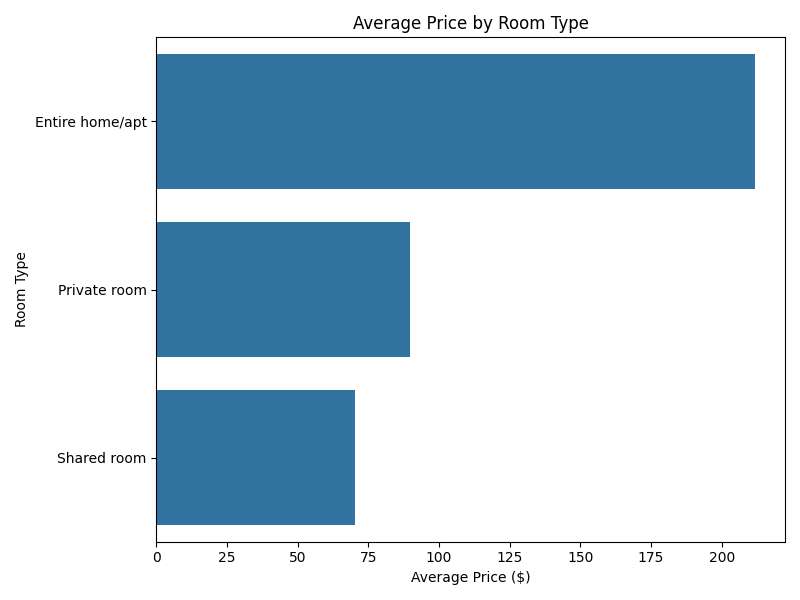 Average Price by Room Type
Room Type
Entire home/apt
Private room
Shared room
0 25 50 75 100 125 150 175 200
Average Price ($)